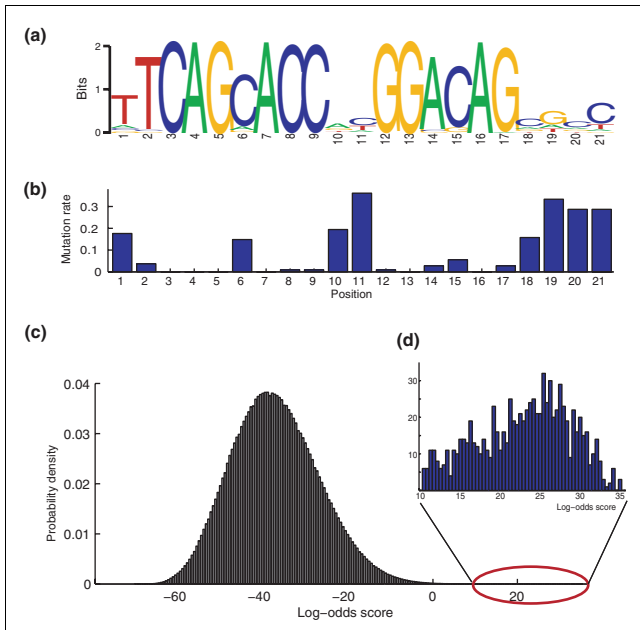 (a)
2
1
0
Bits
TTCAGCACC AC GGACAG CGCC
1 2 3 4 5 6 7 8 9 10 11 12 13 14 15 16 17 18 19 20 21
(b)
0.3
0.2
0.1
0
Mutation rate
1 2 3 4 5 6 7 8 9 10 11 12 13 14 15 16 17 18 19 20 21
Position
(c)
0.04
0.03
0.02
0.01
0
Probability density
−60 −40 −20 0 20
Log-odds score
(d)
30
20
10
10 15 20 25 30 35
Log-odds score